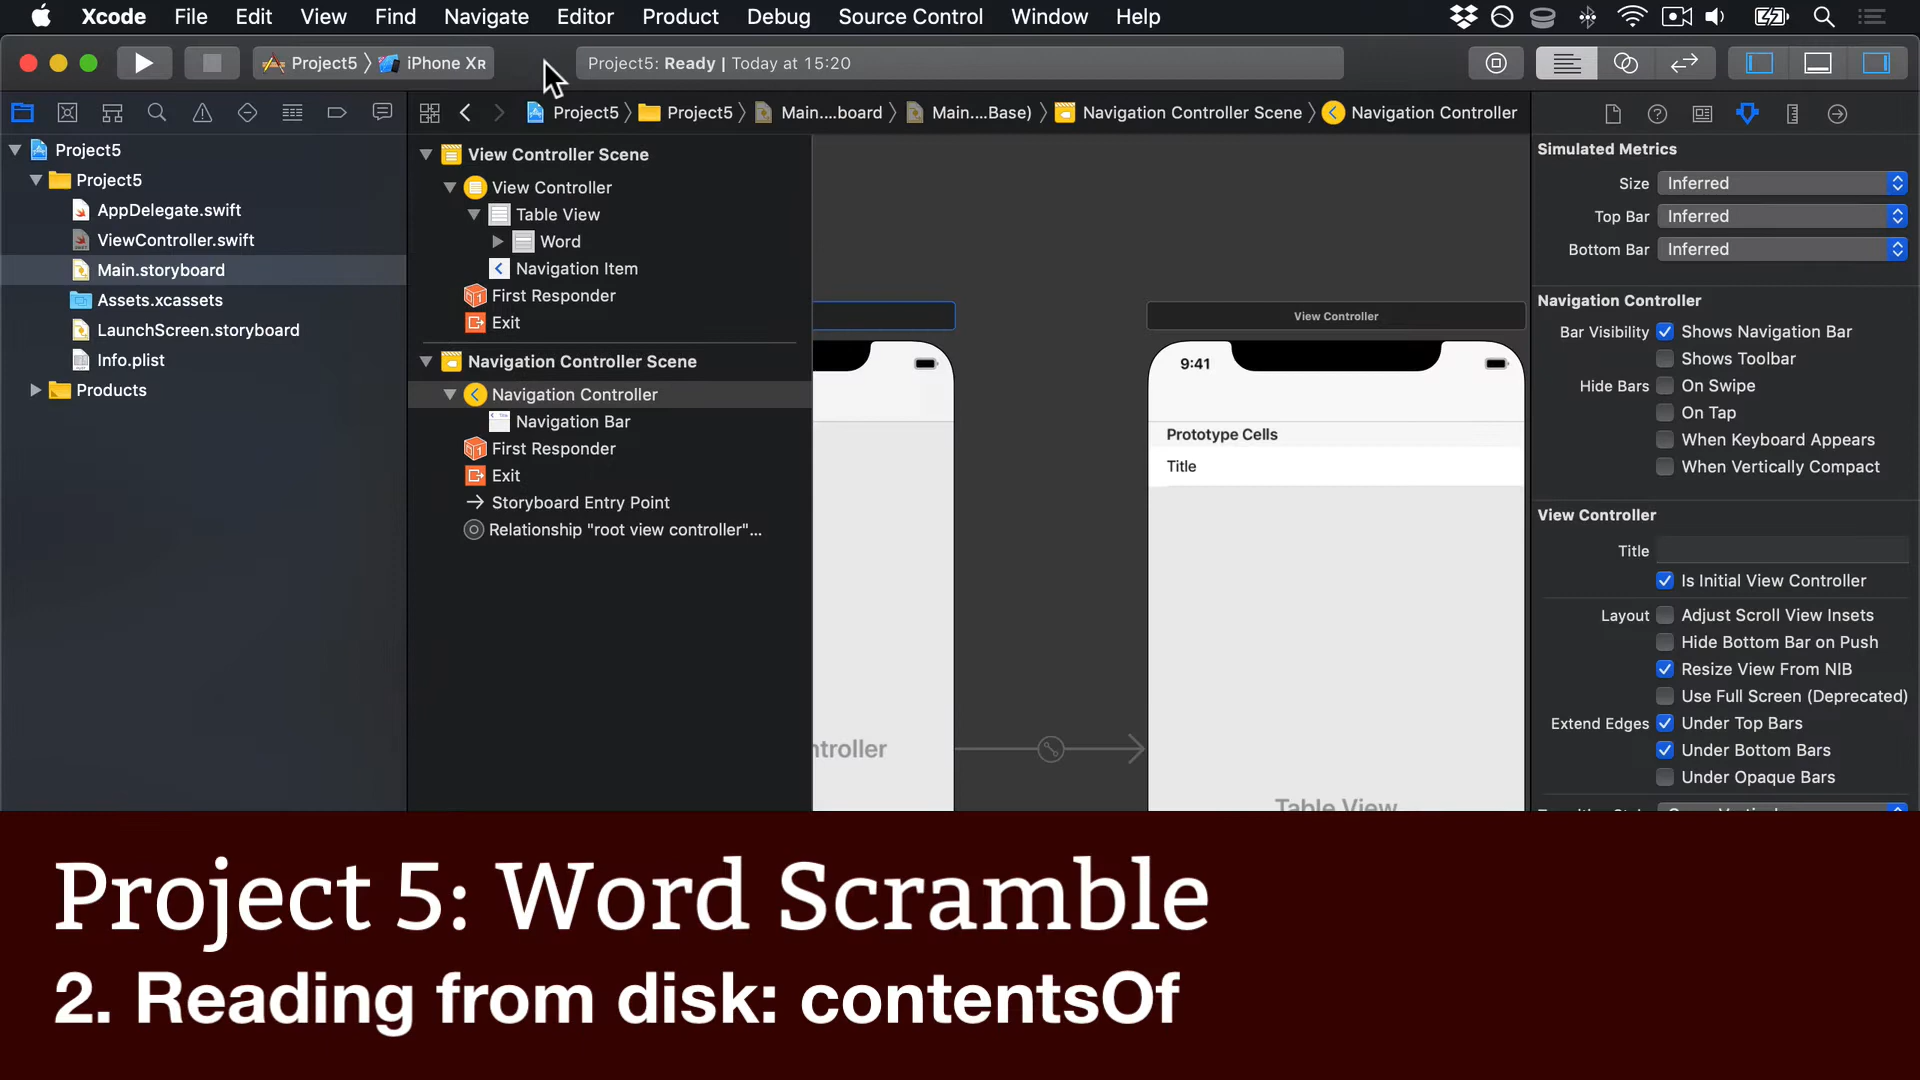 Xcode File Edit View Find Navigate Editor Product Debug Source Control Window Help
Project5 iPhone XR
Project5: Ready | Today at 15:20
Project5 Project5 Main....board Main....Base) Navigation Controller Scene Navigation Controller
Project5
Project5
AppDelegate.swift
ViewController.swift
Main.storyboard
Assets.xcassets
LaunchScreen.storyboard
Info.plist
Products
View Controller Scene
View Controller
Table View
Word
Navigation Item
First Responder
Exit
Navigation Controller Scene
Navigation Controller
Navigation Bar
First Responder
Exit
Storyboard Entry Point
Relationship "root view controller"...
ntroller
View Controller
9:41
Prototype Cells
Title
Table View
Simulated Metrics
Size Inferred
Top Bar Inferred
Bottom Bar Inferred
Navigation Controller
Bar Visibility Shows Navigation Bar
Shows Toolbar
Hide Bars On Swipe
On Tap
When Keyboard Appears
When Vertically Compact
View Controller
Title
Is Initial View Controller
Layout Adjust Scroll View Insets
Hide Bottom Bar on Push
Resize View From NIB
Use Full Screen (Deprecated)
Extend Edges Under Top Bars
Under Bottom Bars
Under Opaque Bars
Project 5: Word Scramble
2. Reading from disk: contentsOf